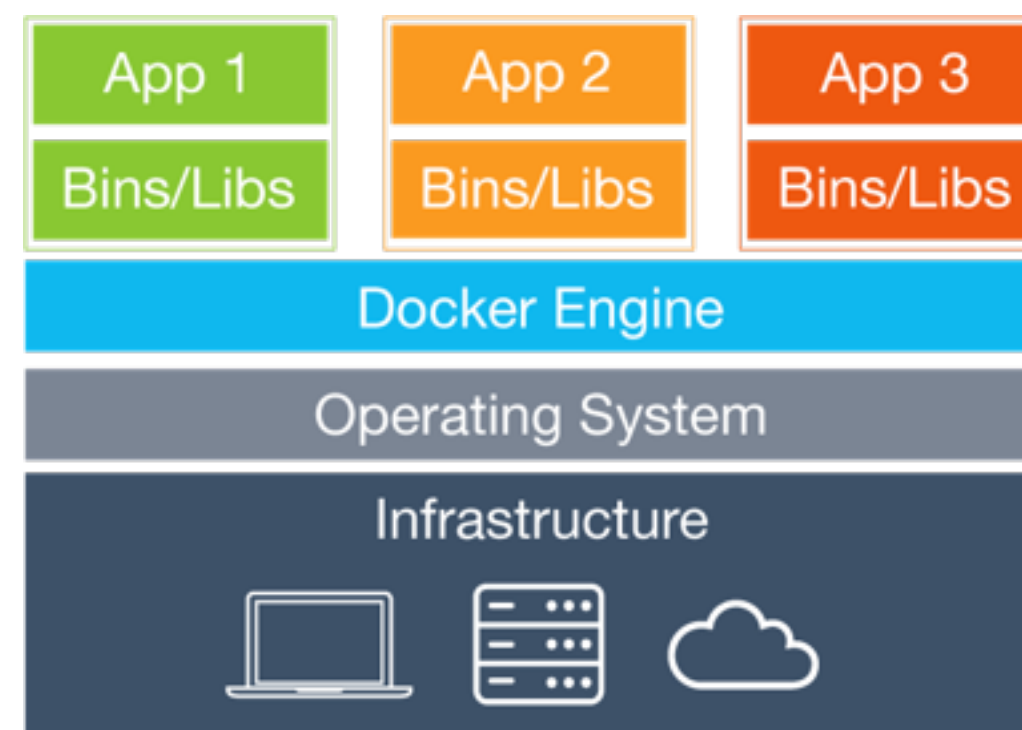 App 1
App 2
App 3
Bins/Libs
Bins/Libs
Bins/Libs
Docker Engine
Operating System
Infrastructure